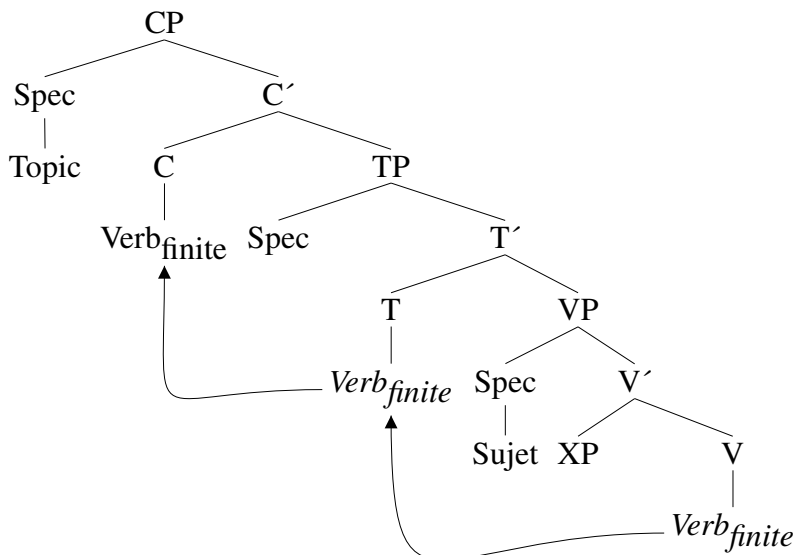 CP
Spec C´
Topic C TP
Verbfinite Spec T´
T VP
Verbfinite Spec V´
Sujet XP V
Verbfinite